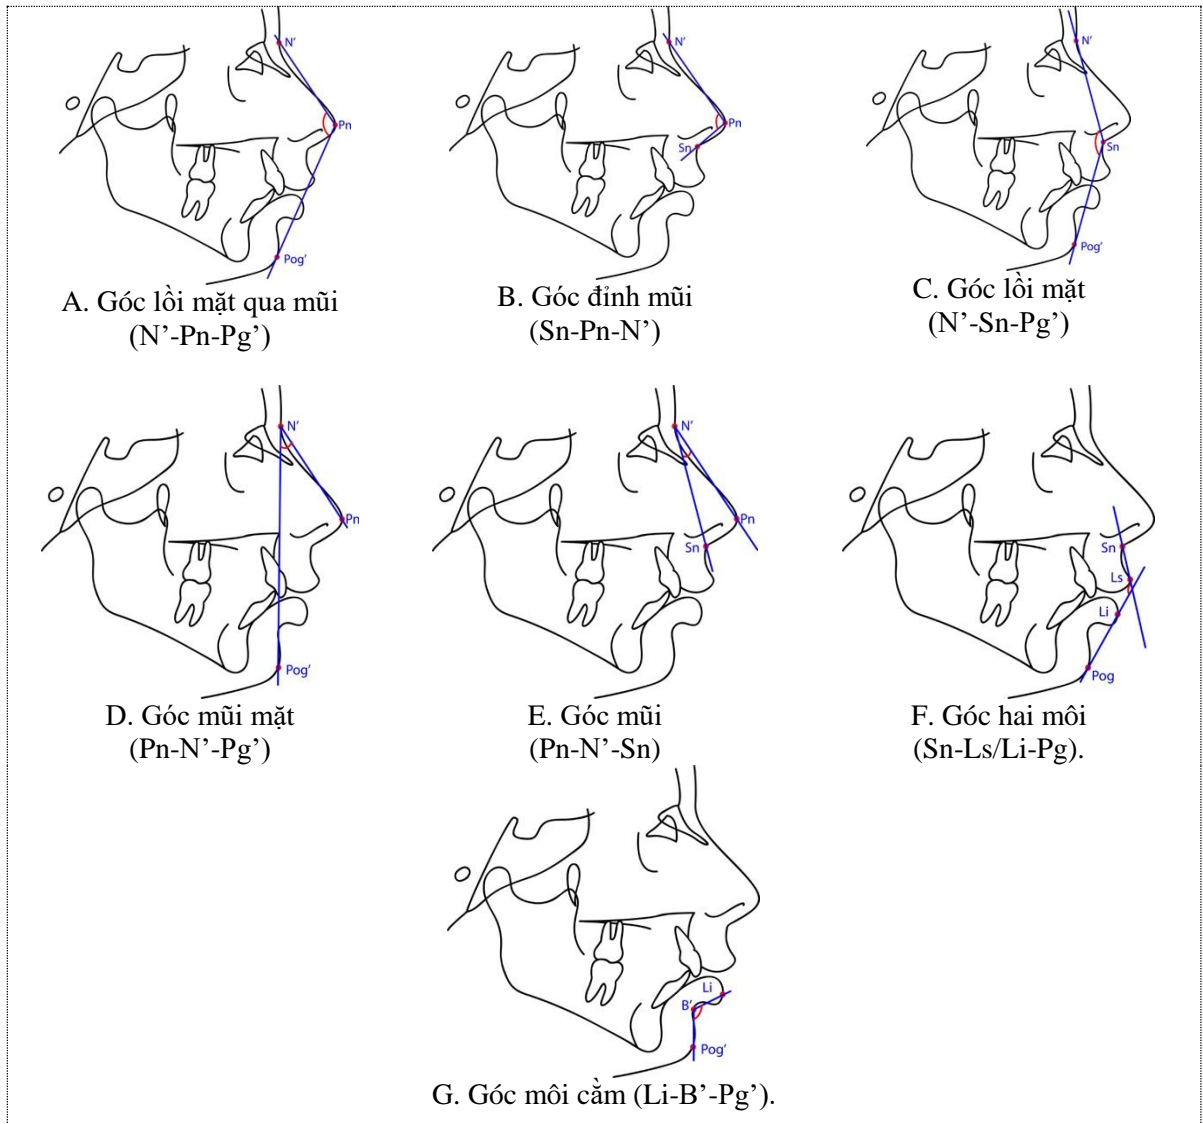 N'
Pn
Pog'
A. Góc lồi mặt qua mũi
(N’-Pn-Pg’)
N'
Pn
Sn
B. Góc đỉnh mũi
(Sn-Pn-N’)
N'
Sn
Pog'
C. Góc lồi mặt
(N’-Sn-Pg’)
N'
Pn
Pog'
D. Góc mũi mặt
(Pn-N’-Pg’)
N'
Pn
Sn
E. Góc mũi
(Pn-N’-Sn)
Sn
Ls
Li
Pog
F. Góc hai môi
(Sn-Ls/Li-Pg).
Li
B'
Pog'
G. Góc môi cằm (Li-B’-Pg’).